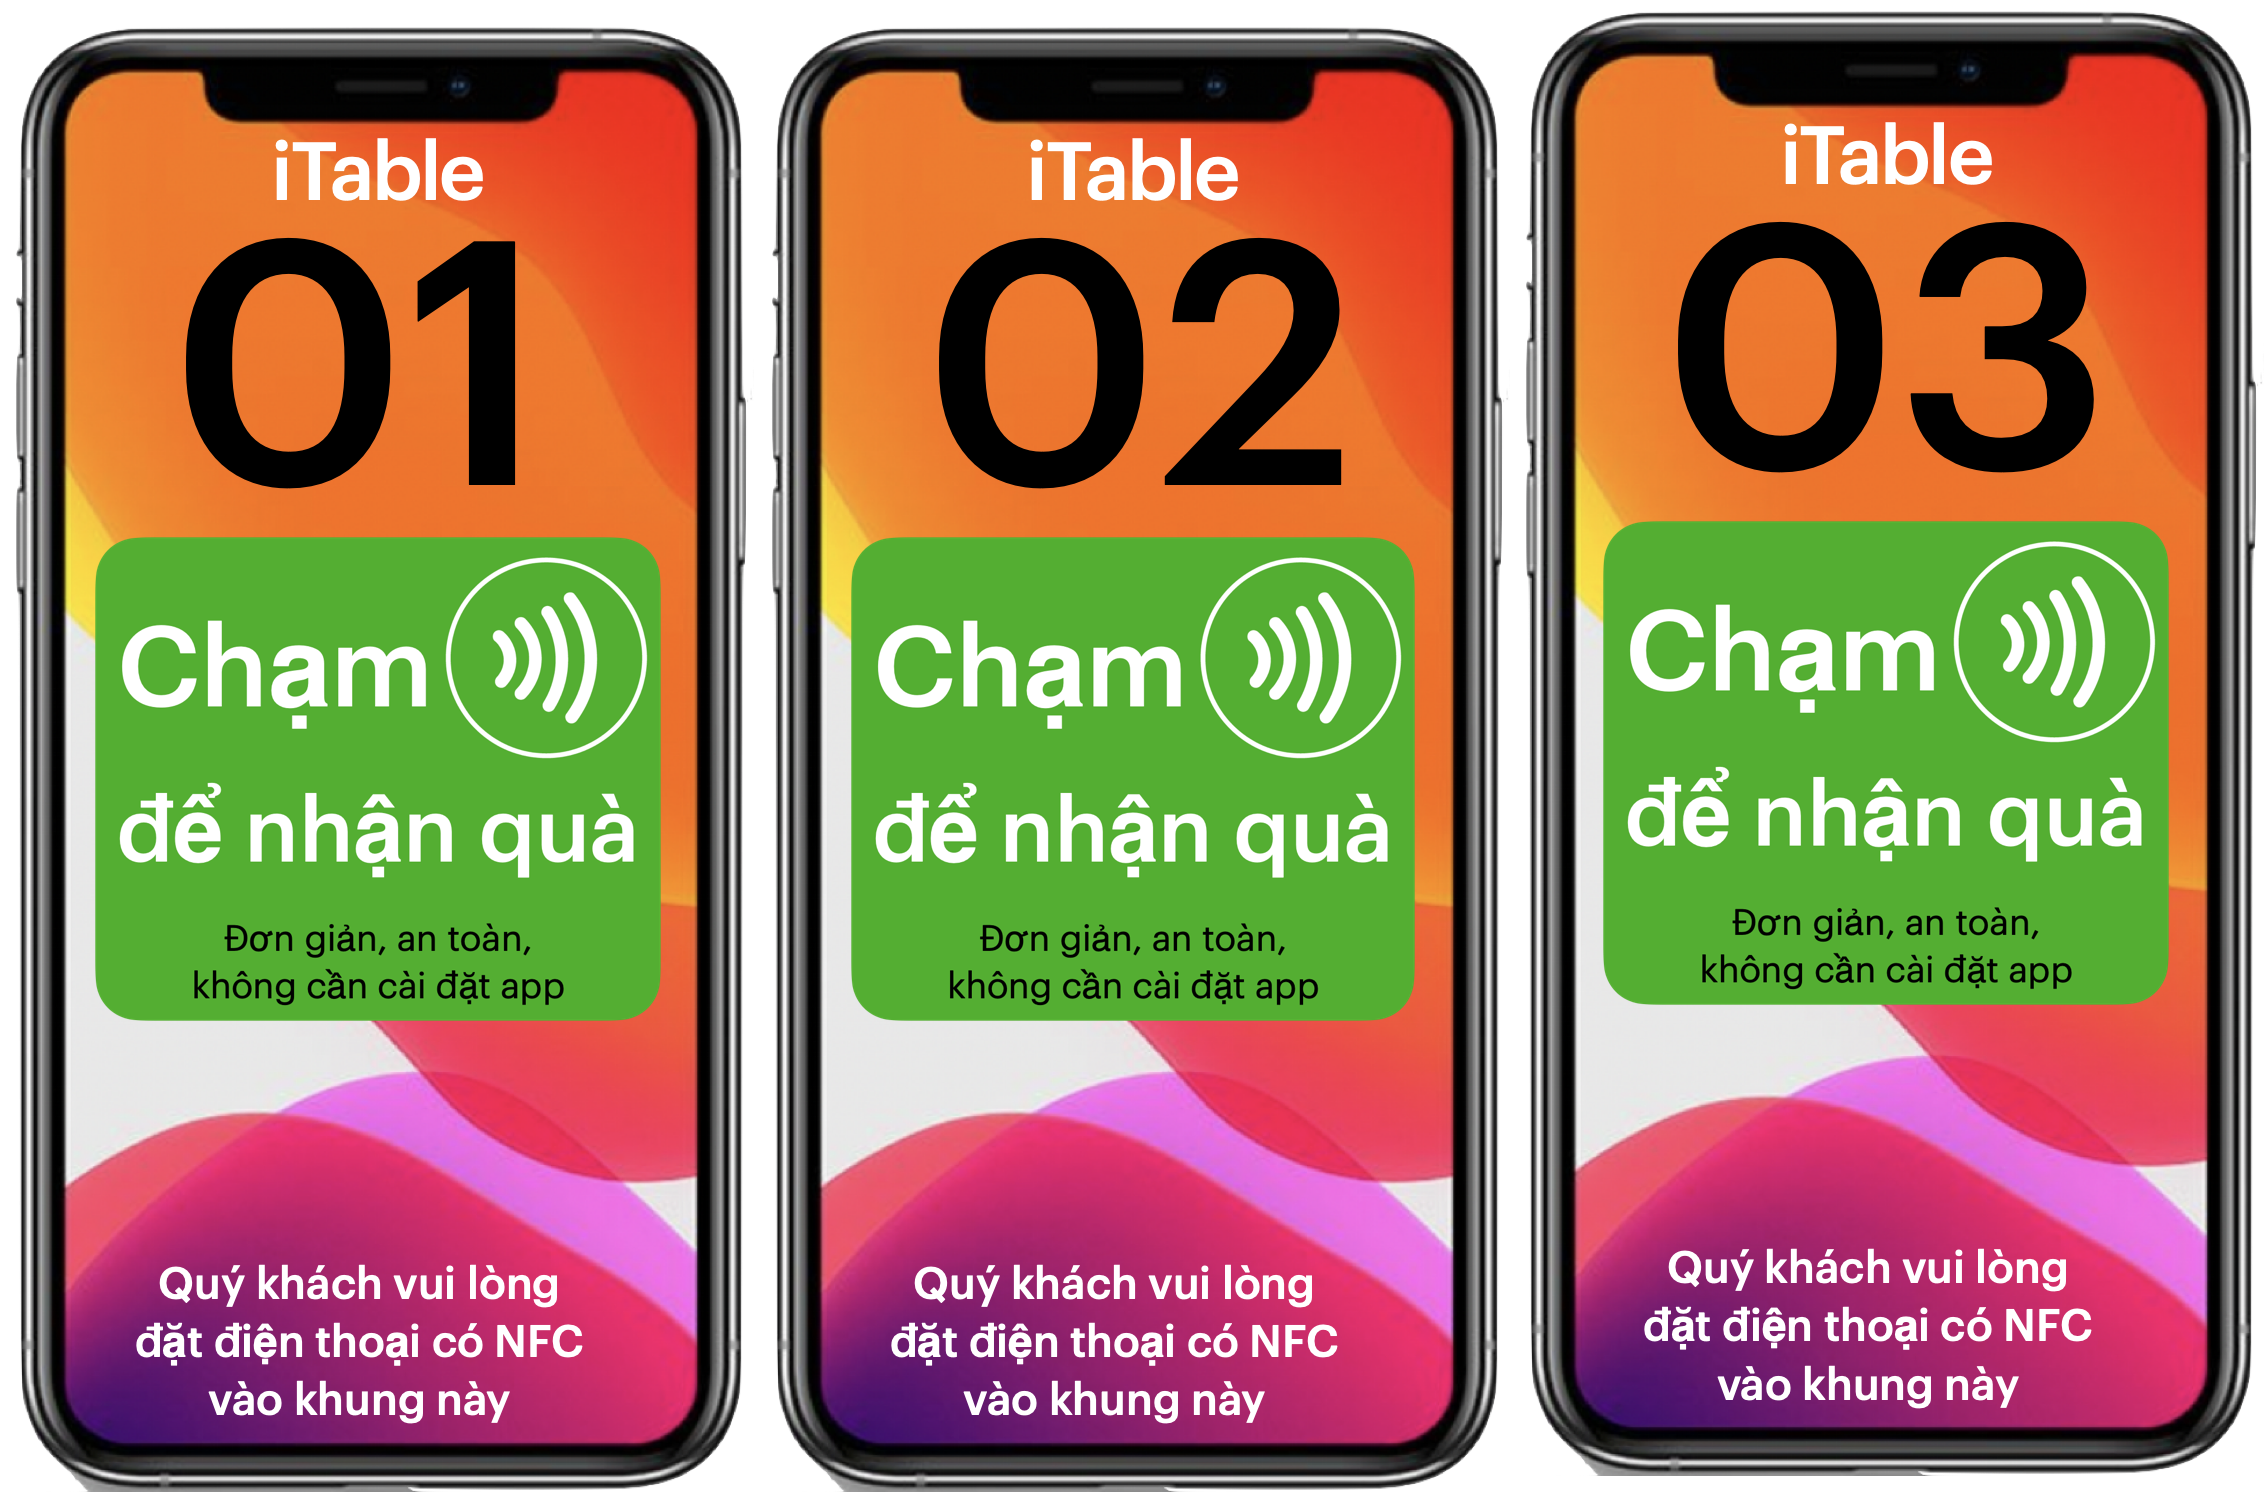 iTable
01
Chạm
để nhận quà
Đơn giản, an toàn,
không cần cài đặt app
Quý khách vui lòng
đặt điện thoại có NFC
vào khung này
iTable
02
Chạm
để nhận quà
Đơn giản, an toàn,
không cần cài đặt app
Quý khách vui lòng
đặt điện thoại có NFC
vào khung này
iTable
03
Chạm
để nhận quà
Đơn giản, an toàn,
không cần cài đặt app
Quý khách vui lòng
đặt điện thoại có NFC
vào khung này